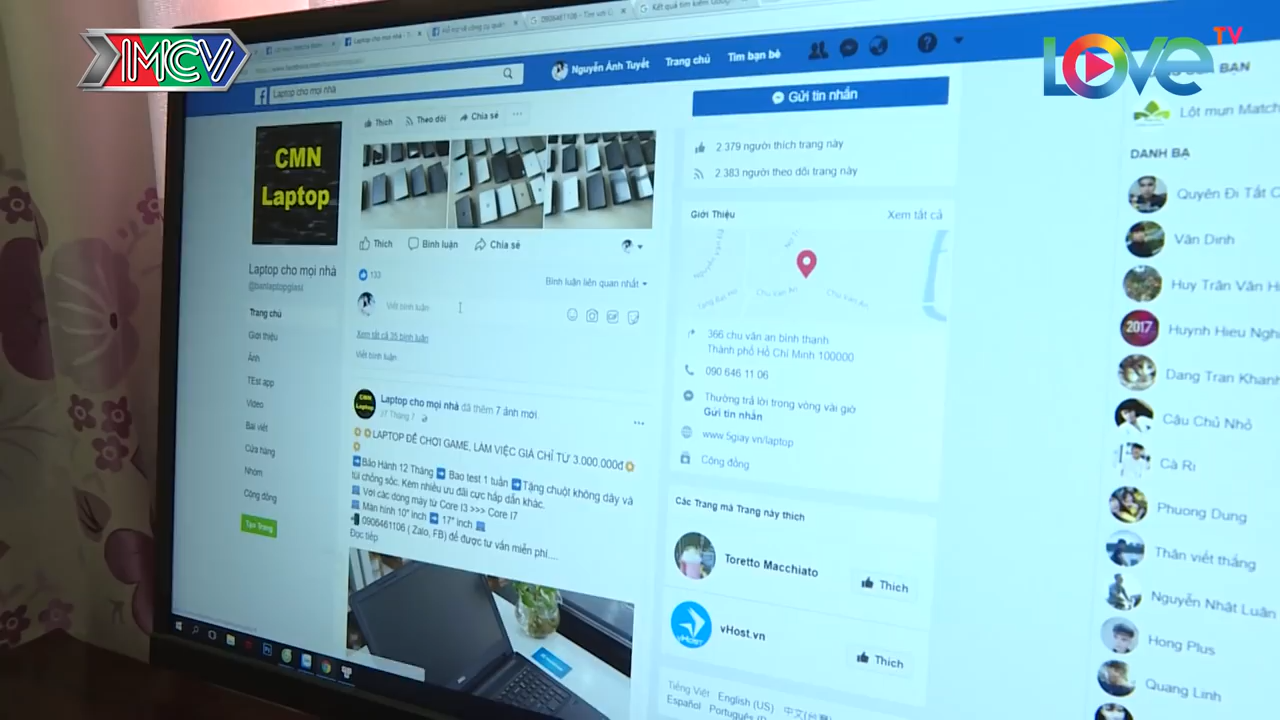 MCV
LOVE TV
Laptop cho mọi nhà
Nguyễn Ánh Tuyết
Trang chủ
Tìm bạn bè
CMN
Laptop
Laptop cho mọi nhà
@banlaptopgiasi
Trang chủ
Giới thiệu
Ảnh
TEst app
Video
Bài viết
Cửa hàng
Nhóm
Cộng đồng
Tạo Trang
Thích
Theo dõi
Chia sẻ
Thích
Bình luận
Chia sẻ
133
Bình luận liên quan nhất
Viết bình luận
Xem tất cả 35 bình luận
Viết bình luận
CMN
Laptop
Laptop cho mọi nhà đã thêm 7 ảnh mới
LAPTOP ĐỂ CHƠI GAME, LÀM VIỆC GIÁ CHỈ TỪ 3.000.000đ
Bảo Hành 12 Tháng Bao test 1 tuần Tặng chuột không dây và
túi chống sốc. Kèm nhiều ưu đãi cực hấp dẫn khác.
Với các dòng máy từ Core I3 >>> Core I7
Màn hình 10" inch 17" inch
0906461106 ( Zalo, FB) để được tư vấn miễn phí....
Đọc tiếp
Gửi tin nhắn
2.379 người thích trang này
2.383 người theo dõi trang này
Giới Thiệu
Xem tất cả
Chu Văn An
Chu Văn An
366 chu văn an bình thạnh
Thành phố Hồ Chí Minh 100000
090 646 11 06
Thường trả lời trong vòng vài giờ
Gửi tin nhắn
www.5giay.vn/laptop
Cộng đồng
Các Trang mà Trang này thích
Toretto Macchiato
Thích
vHost.vn
Thích
Tiếng Việt English (US)
Español
BẠN
Lột mụn Match
DANH BẠ
Quyên Đi Tất
Văn Dinh
Huy Trần Văn H
2017
Huynh Hieu Nghi
Dang Tran Khanh
Cậu Chủ Nhỏ
Cà Ri
Phuong Dung
Thân viết thắng
Nguyễn Nhật Luân
Hong Plus
Quang Linh